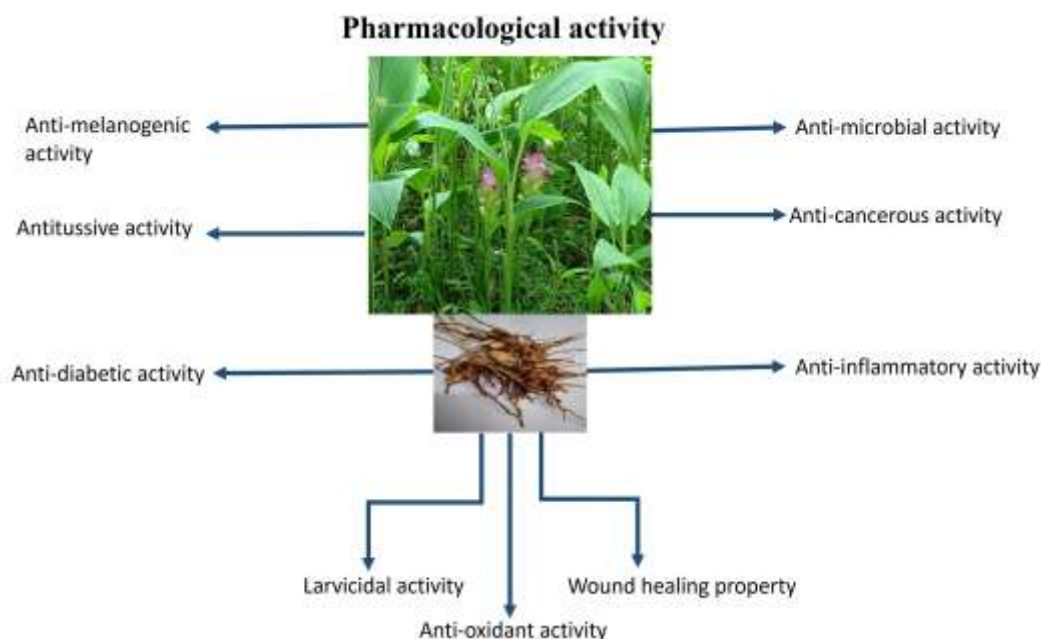 Pharmacological activity
Anti-melanogenic
activity
Anti-microbial activity
Antitussive activity
Anti-cancerous activity
Anti-diabetic activity
Anti-inflammatory activity
Larvicidal activity
Wound healing property
Anti-oxidant activity